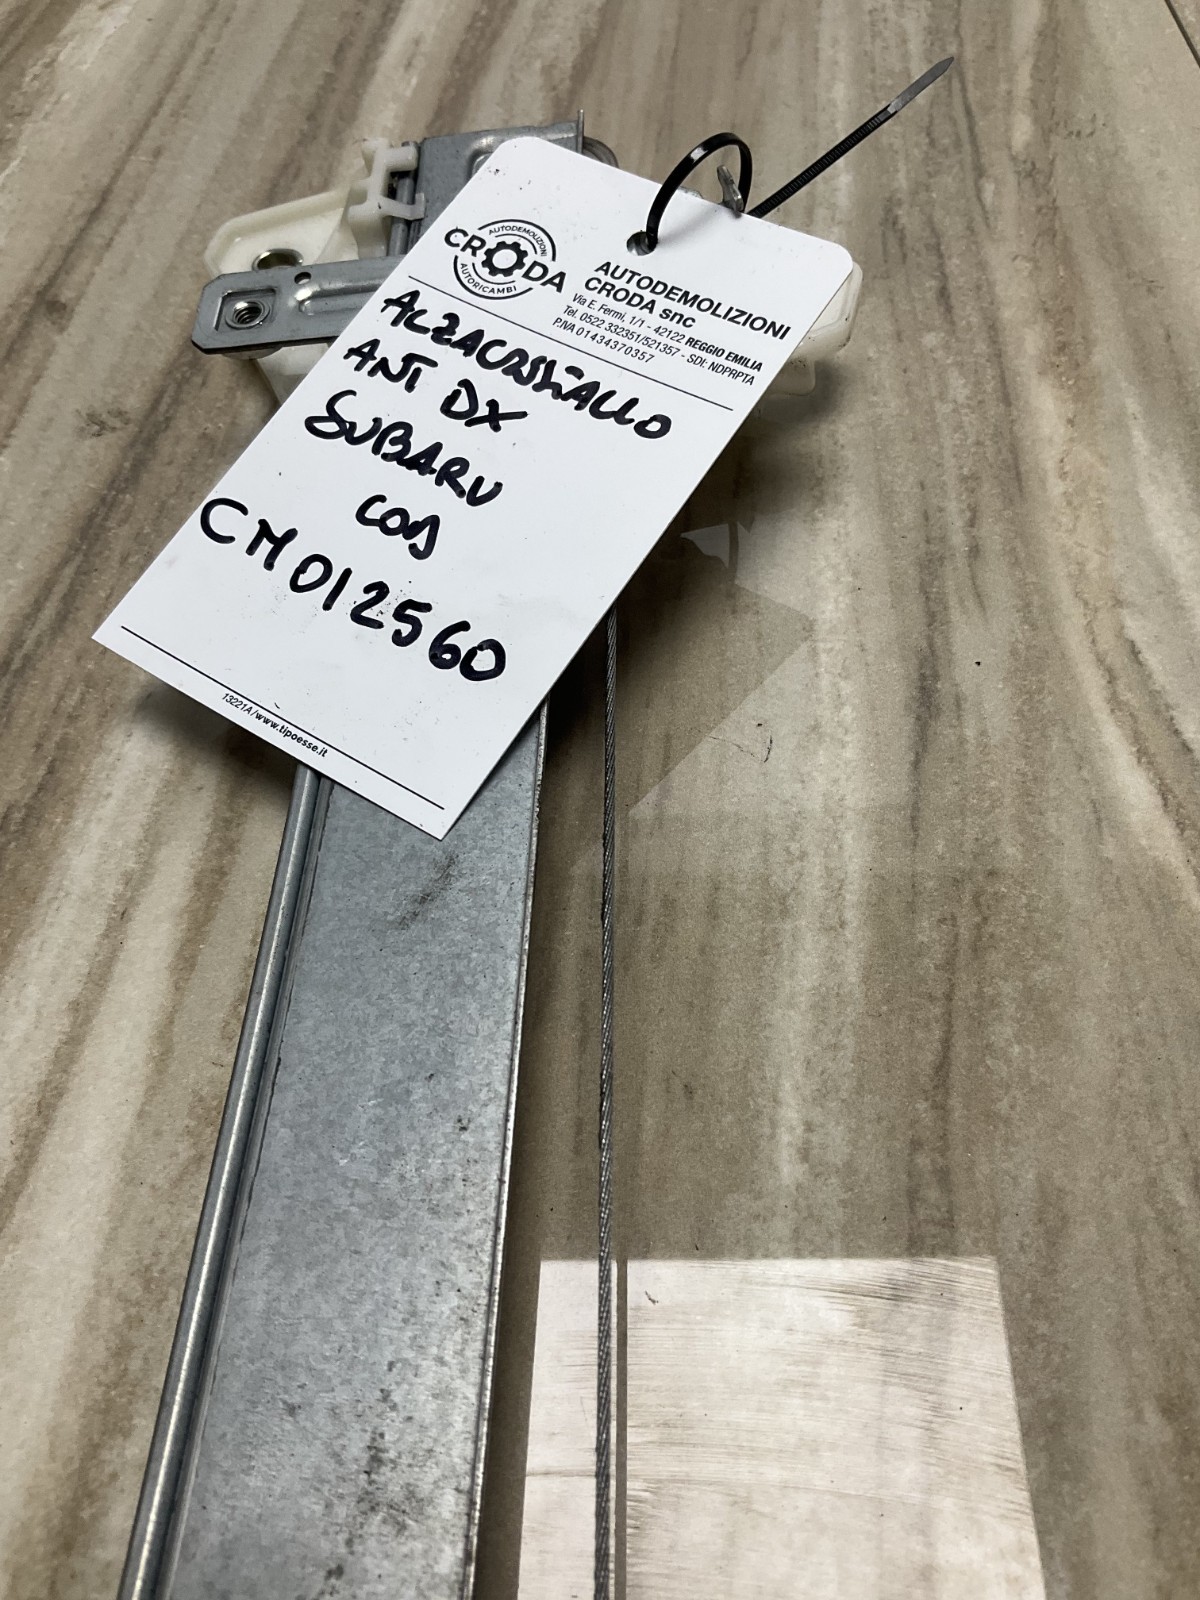 AUTODEMOLIZIONI
CRODA
AUTORICAMBI
AUTODEMOLIZIONI
CRODA snc
Via E. Fermi, 1/1 - 42122 REGGIO EMILIA
Tel. 0522 332351/521357 - SDI: NDPRPTA
P.IVA 01434370357
ALZACRISTALLO
ANT DX
SUBARU
COD
CM012560
13221A/www.tipoesse.it